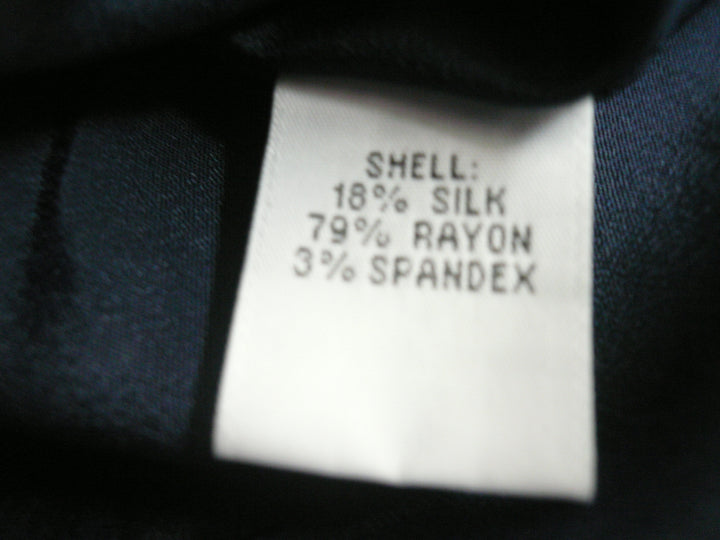 SHELL:
18% SILK
79% RAYON
3% SPANDEX